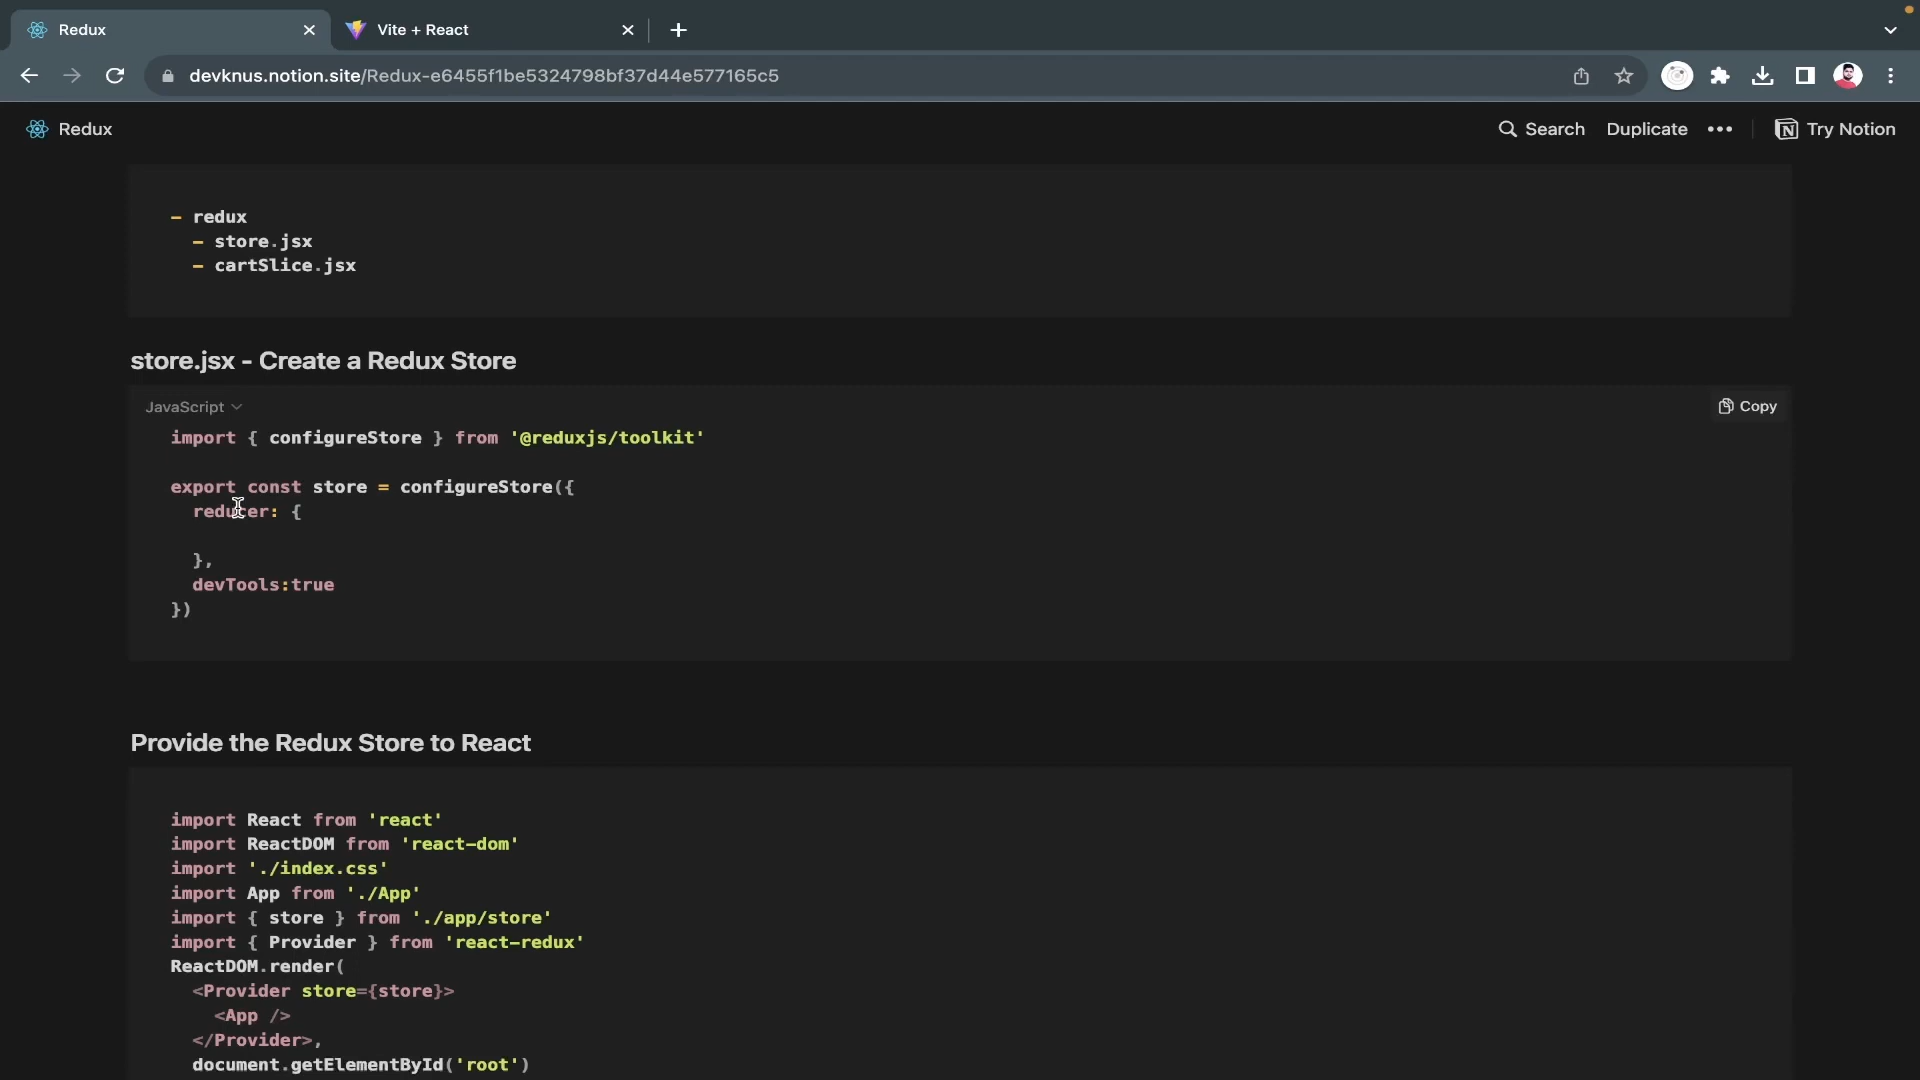 Redux
Vite + React
devknus.notion.site/Redux-e6455f1be5324798bf37d44e577165c5
Redux
Search
Duplicate
Try Notion
- redux
- store.jsx
- cartSlice.jsx
store.jsx - Create a Redux Store
JavaScript
Copy
import { configureStore } from '@reduxjs/toolkit'
export const store = configureStore({
reducer: {
},
devTools:true
})
Provide the Redux Store to React
import React from 'react'
import ReactDOM from 'react-dom'
import './index.css'
import App from './App'
import { store } from './app/store'
import { Provider } from 'react-redux'
ReactDOM.render(
<Provider store={store}>
<App />
</Provider>,
document.getElementById('root')